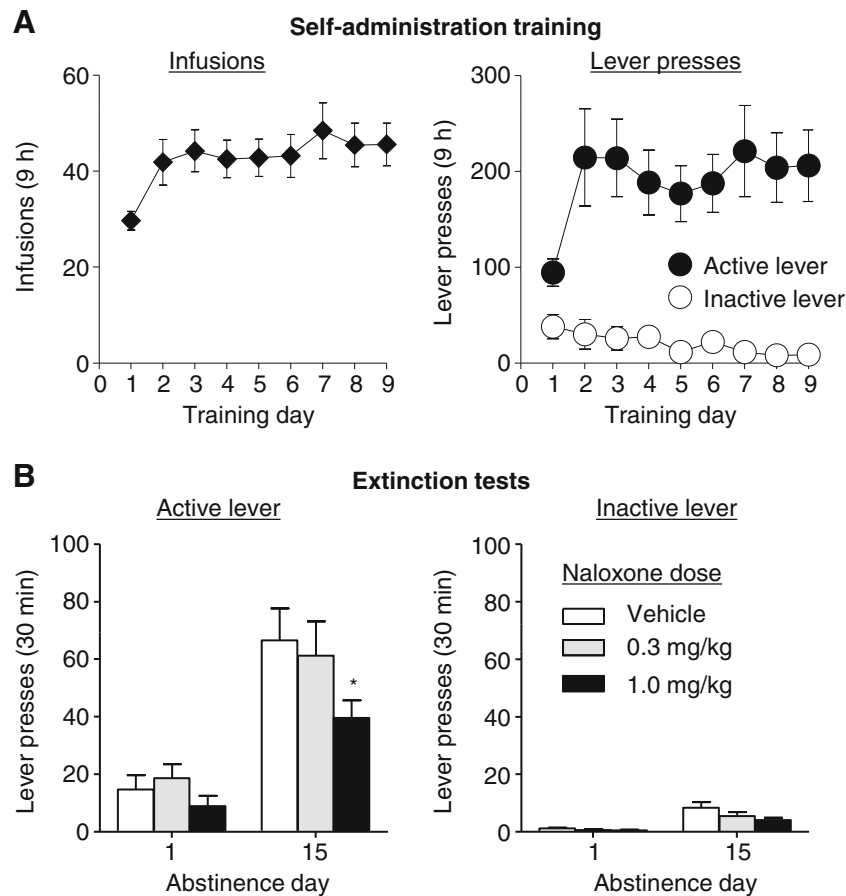 A
Self-administration training
Infusions
Lever presses
60
40
20
0
Infusions (9 h)
0 1 2 3 4 5 6 7 8 9
Training day
300
200
100
0
Lever presses (9 h)
Active lever
Inactive lever
0 1 2 3 4 5 6 7 8 9
Training day
B
Extinction tests
Active lever
Inactive lever
100
80
60
40
20
0
Lever presses (30 min)
*
1 15
Abstinence day
100
80
60
40
20
0
Lever presses (30 min)
Naloxone dose
Vehicle
0.3 mg/kg
1.0 mg/kg
1 15
Abstinence day